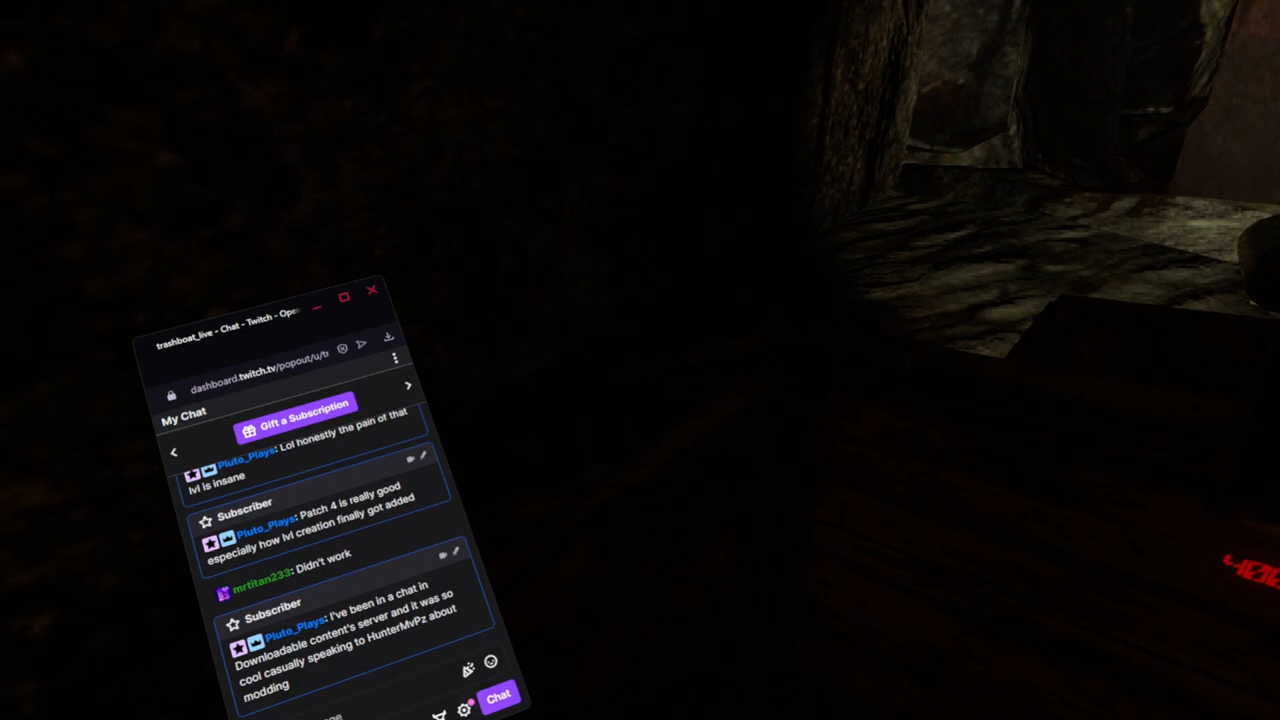 trashboat_live - Chat - Twitch - Ope
dashboard.twitch.tv/popout/u/tr
My Chat
Gift a Subscription
Pluto_Plays: Lol honestly the pain of that
lvl is insane
Subscriber
Pluto_Plays: Patch 4 is really good
especially how lvl creation finally got added
mrtitan233: Didn't work
Subscriber
Pluto_Plays: I've been in a chat in
Downloadable content's server and it was so
cool casually speaking to HunterMvPz about
modding
Chat
400